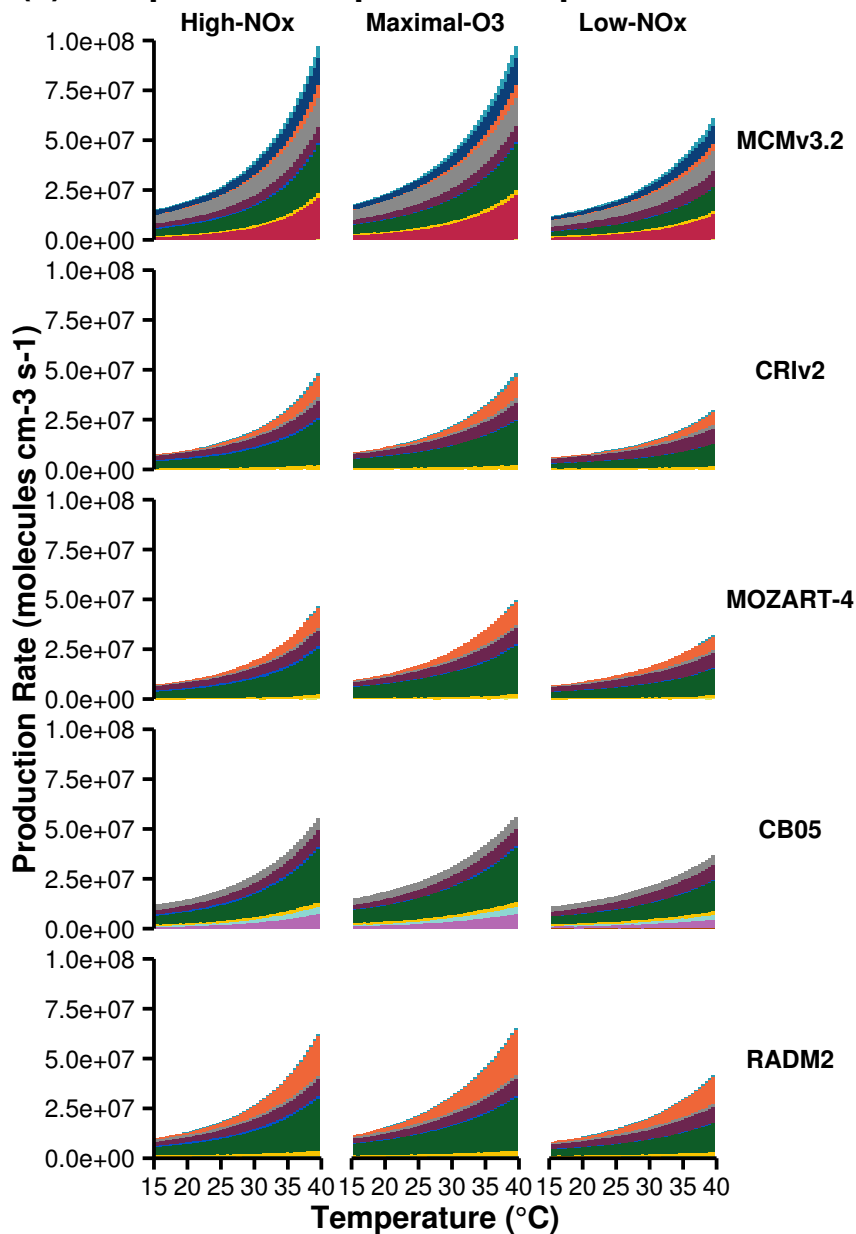 High-NOx Maximal-O3 Low-NOx
1.0e+08
7.5e+07
5.0e+07
2.5e+07
0.0e+00
MCMv3.2
1.0e+08
7.5e+07
5.0e+07
2.5e+07
0.0e+00
CRIv2
1.0e+08
7.5e+07
5.0e+07
2.5e+07
0.0e+00
MOZART-4
1.0e+08
7.5e+07
5.0e+07
2.5e+07
0.0e+00
CB05
1.0e+08
7.5e+07
5.0e+07
2.5e+07
0.0e+00
RADM2
Production Rate (molecules cm-3 s-1)
15 20 25 30 35 40 15 20 25 30 35 40 15 20 25 30 35 40
Temperature (°C)